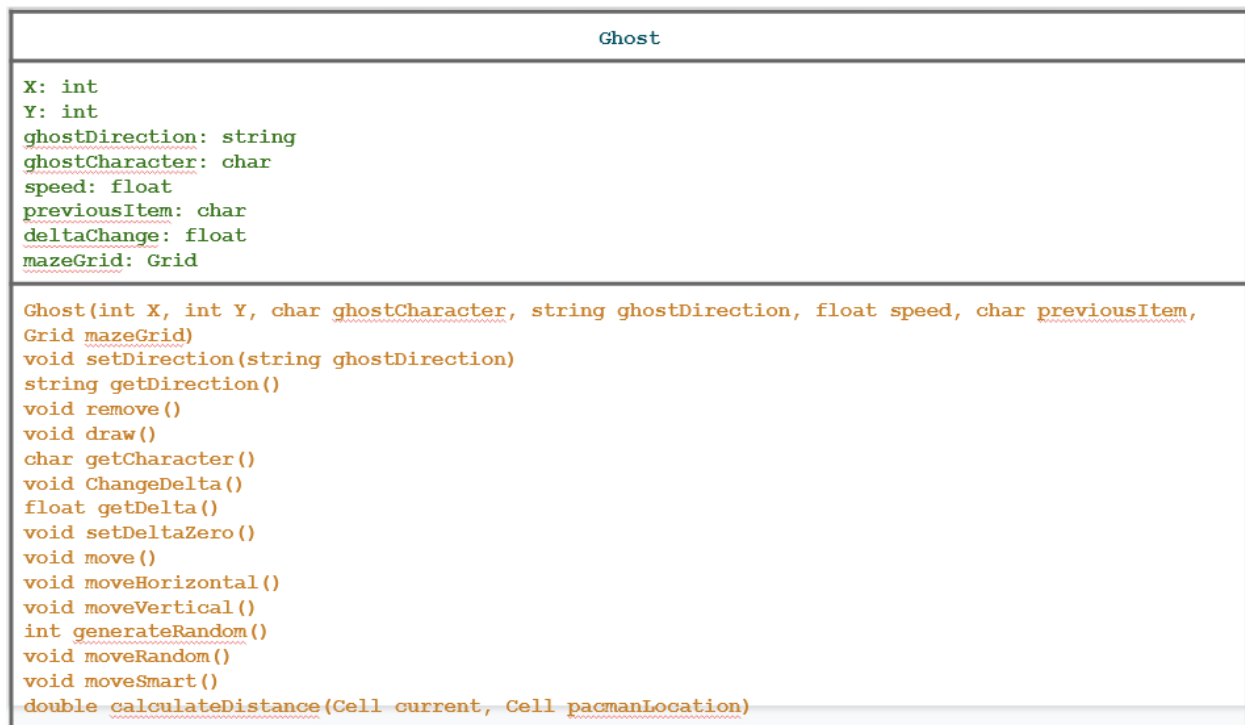 Ghost
X: int
Y: int
ghostDirection: string
ghostCharacter: char
speed: float
previousItem: char
deltaChange: float
mazeGrid: Grid
Ghost(int X, int Y, char ghostCharacter, string ghostDirection, float speed, char previousItem,
Grid mazeGrid)
void setDirection(string ghostDirection)
string getDirection()
void remove()
void draw()
char getCharacter()
void ChangeDelta()
float getDelta()
void setDeltaZero()
void move()
void moveHorizontal()
void moveVertical()
int generateRandom()
void moveRandom()
void moveSmart()
double calculateDistance(Cell current, Cell pacmanLocation)